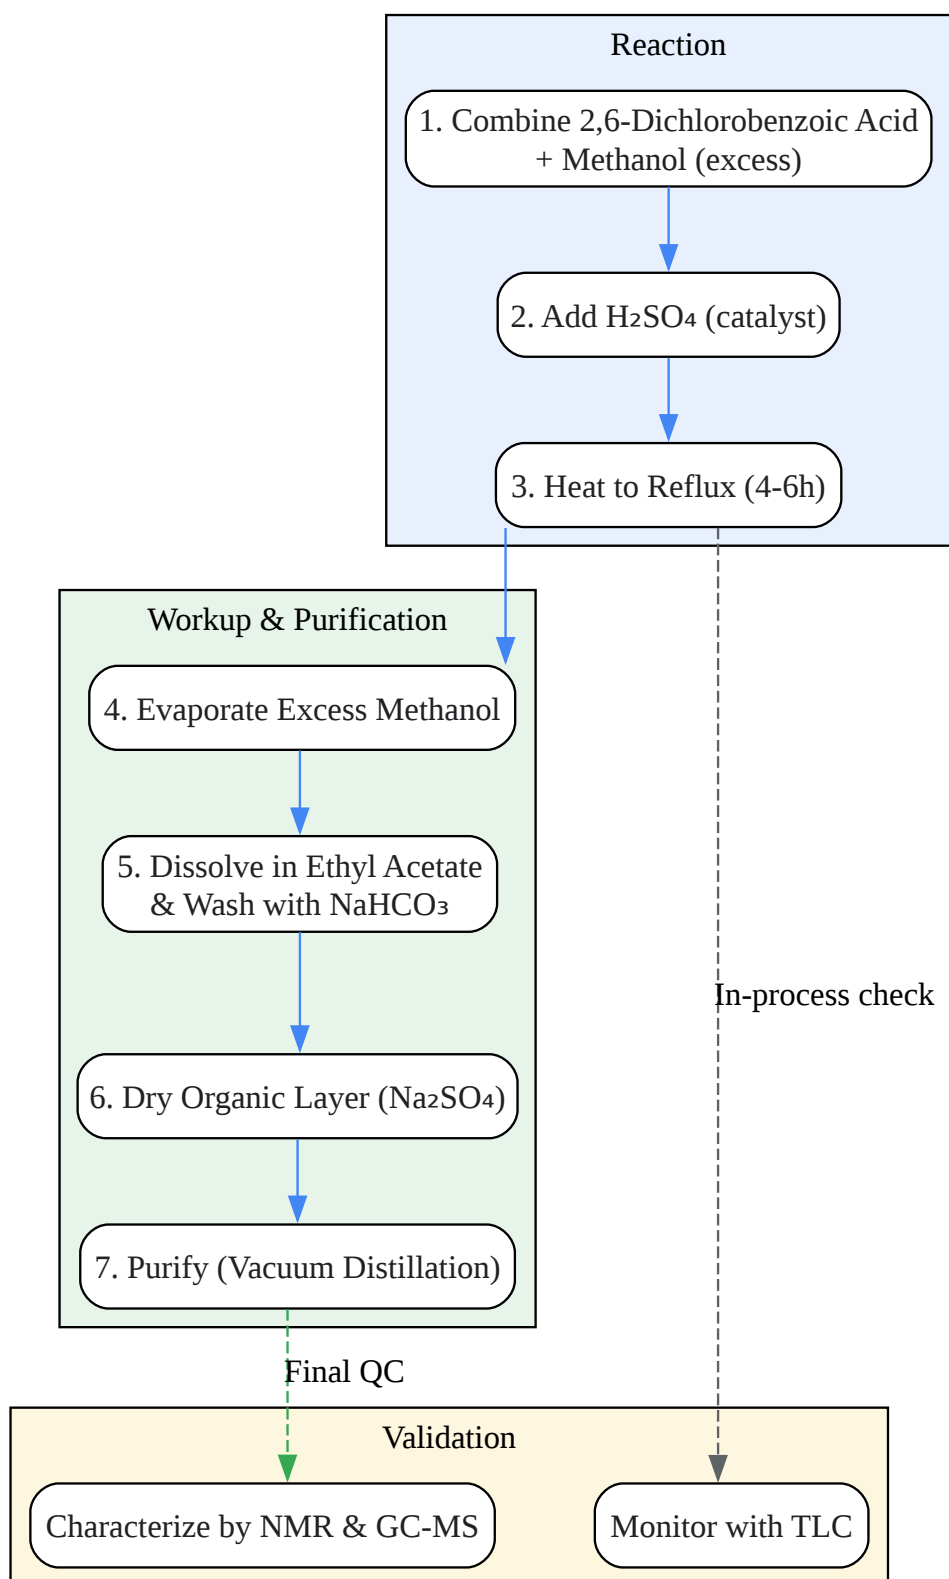 Reaction
1. Combine 2,6-Dichlorobenzoic Acid
+ Methanol (excess)
2. Add H₂SO₄ (catalyst)
3. Heat to Reflux (4-6h)
Workup & Purification
4. Evaporate Excess Methanol
5. Dissolve in Ethyl Acetate
& Wash with NaHCO₃
In-process check
6. Dry Organic Layer (Na₂SO₄)
7. Purify (Vacuum Distillation)
Final QC
Validation
Characterize by NMR & GC-MS
Monitor with TLC